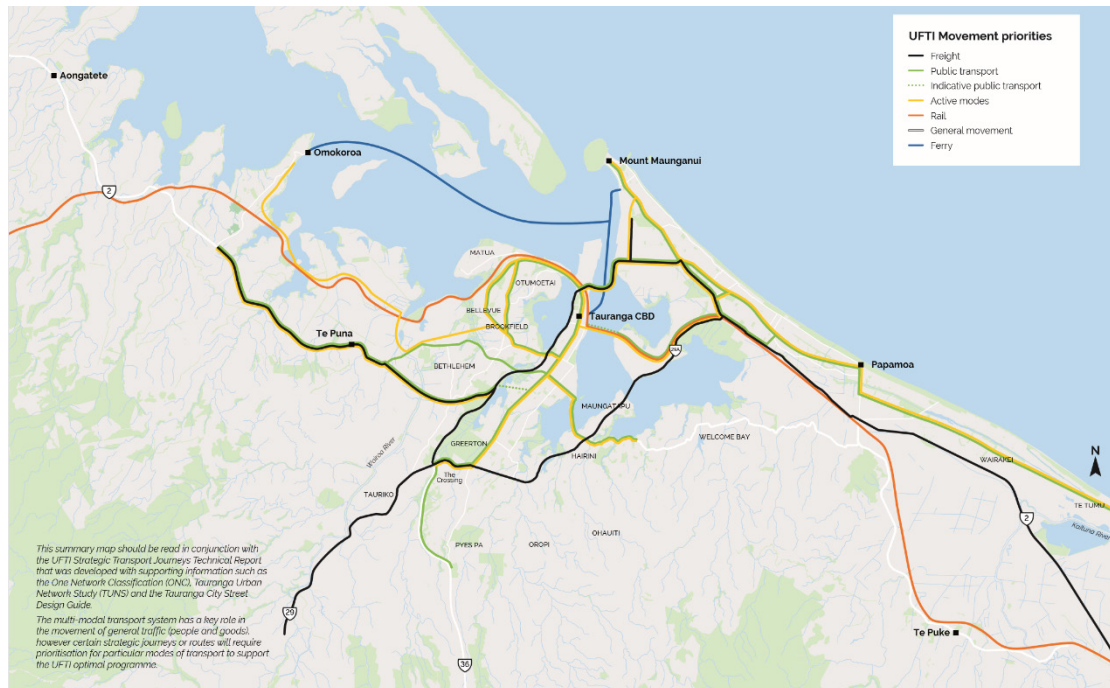 UFTI Movement priorities
Freight
Public transport
Indicative public transport
Active modes
Rail
General movement
Ferry
Aongatete
Omokoroa
Mount Maunganui
2
MATUA
OTUMOETAI
BELLEVUE
BROOKFIELD
Tauranga CBD
Te Puna
BETHLEHEM
29A
Papamoa
MAUNGATAPU
GREERTON
HAIRINI
WELCOME BAY
Wairoa River
WAIRAKEI
N
The
Crossing
TAURIKO
TE TUMU
Kaituna River
2
PYES PA
OROPI
OHAUITI
This summary map should be read in conjunction with
the UFTI Strategic Transport Journeys Technical Report
that was developed with supporting information such as
the One Network Classification (ONC), Tauranga Urban
Network Study (TUNS) and the Tauranga City Street
Design Guide.
The multi-modal transport system has a key role in
the movement of general traffic (people and goods),
however certain strategic journeys or routes will require
prioritisation for particular modes of transport to support
the UFTI optimal programme.
29
36
Te Puke